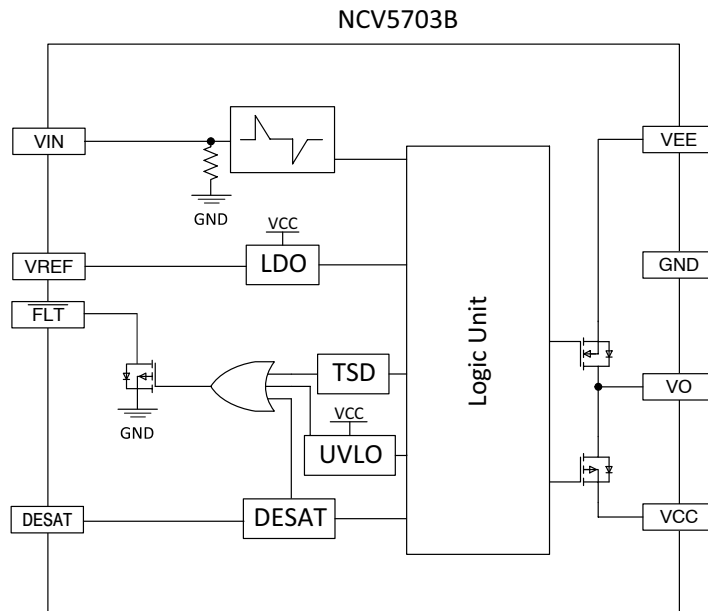 NCV5703B
VIN
VEE
GND
VCC
VREF
LDO
GND
FLT
Logic Unit
TSD
VCC
GND
UVLO
VO
DESAT
DESAT
VCC